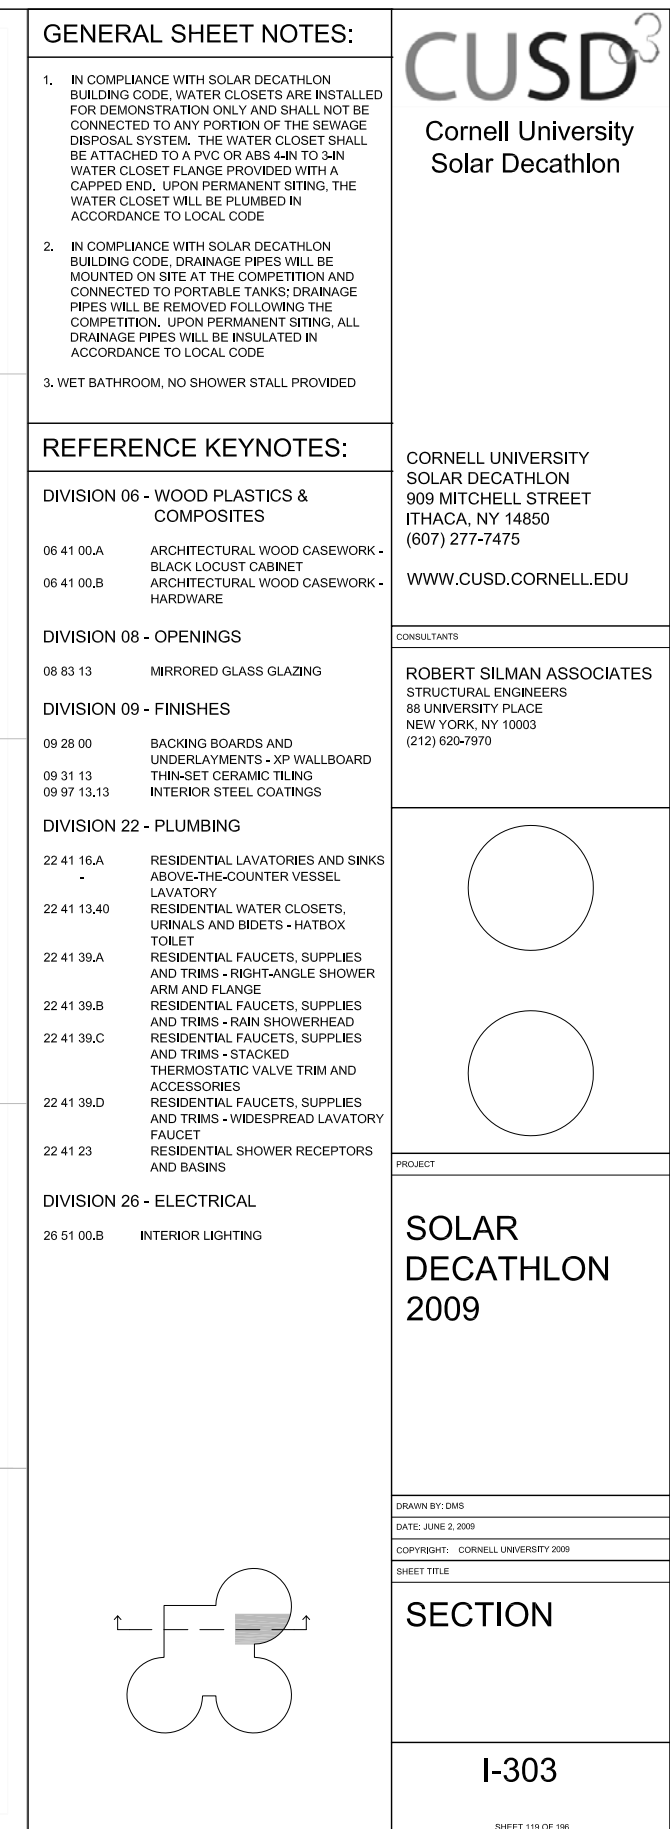 GENERAL SHEET NOTES:
1. IN COMPLIANCE WITH SOLAR DECATHLON
BUILDING CODE, WATER CLOSETS ARE INSTALLED
FOR DEMONSTRATION ONLY AND SHALL NOT BE
CONNECTED TO ANY PORTION OF THE SEWAGE
DISPOSAL SYSTEM. THE WATER CLOSET SHALL
BE ATTACHED TO A PVC OR ABS 4-IN TO 3-IN
WATER CLOSET FLANGE PROVIDED WITH A
CAPPED END. UPON PERMANENT SITING, THE
WATER CLOSET WILL BE PLUMBED IN
ACCORDANCE TO LOCAL CODE
2. IN COMPLIANCE WITH SOLAR DECATHLON
BUILDING CODE, DRAINAGE PIPES WILL BE
MOUNTED ON SITE AT THE COMPETITION AND
CONNECTED TO PORTABLE TANKS; DRAINAGE
PIPES WILL BE REMOVED FOLLOWING THE
COMPETITION. UPON PERMANENT SITING, ALL
DRAINAGE PIPES WILL BE INSULATED IN
ACCORDANCE TO LOCAL CODE
3. WET BATHROOM, NO SHOWER STALL PROVIDED
REFERENCE KEYNOTES:
DIVISION 06 - WOOD PLASTICS &
COMPOSITES
06 41 00.A ARCHITECTURAL WOOD CASEWORK -
BLACK LOCUST CABINET
06 41 00.B ARCHITECTURAL WOOD CASEWORK -
HARDWARE
DIVISION 08 - OPENINGS
08 83 13 MIRRORED GLASS GLAZING
DIVISION 09 - FINISHES
09 28 00 BACKING BOARDS AND
UNDERLAYMENTS - XP WALLBOARD
09 31 13 THIN-SET CERAMIC TILING
09 97 13.13 INTERIOR STEEL COATINGS
DIVISION 22 - PLUMBING
22 41 16.A RESIDENTIAL LAVATORIES AND SINKS
- ABOVE-THE-COUNTER VESSEL
LAVATORY
22 41 13.40 RESIDENTIAL WATER CLOSETS,
URINALS AND BIDETS - HATBOX
TOILET
22 41 39.A RESIDENTIAL FAUCETS, SUPPLIES
AND TRIMS - RIGHT-ANGLE SHOWER
ARM AND FLANGE
22 41 39.B RESIDENTIAL FAUCETS, SUPPLIES
AND TRIMS - RAIN SHOWERHEAD
22 41 39.C RESIDENTIAL FAUCETS, SUPPLIES
AND TRIMS - STACKED
THERMOSTATIC VALVE TRIM AND
ACCESSORIES
22 41 39.D RESIDENTIAL FAUCETS, SUPPLIES
AND TRIMS - WIDESPREAD LAVATORY
FAUCET
22 41 23 RESIDENTIAL SHOWER RECEPTORS
AND BASINS
DIVISION 26 - ELECTRICAL
26 51 00.B INTERIOR LIGHTING
CUSD3
Cornell University
Solar Decathlon
CORNELL UNIVERSITY
SOLAR DECATHLON
909 MITCHELL STREET
ITHACA, NY 14850
(607) 277-7475
WWW.CUSD.CORNELL.EDU
CONSULTANTS
ROBERT SILMAN ASSOCIATES
STRUCTURAL ENGINEERS
88 UNIVERSITY PLACE
NEW YORK, NY 10003
(212) 620-7970
PROJECT
SOLAR
DECATHLON
2009
DRAWN BY: DMS
DATE: JUNE 2, 2009
COPYRIGHT: CORNELL UNIVERSITY 2009
SHEET TITLE
SECTION
I-303
SHEET 119 OF 196